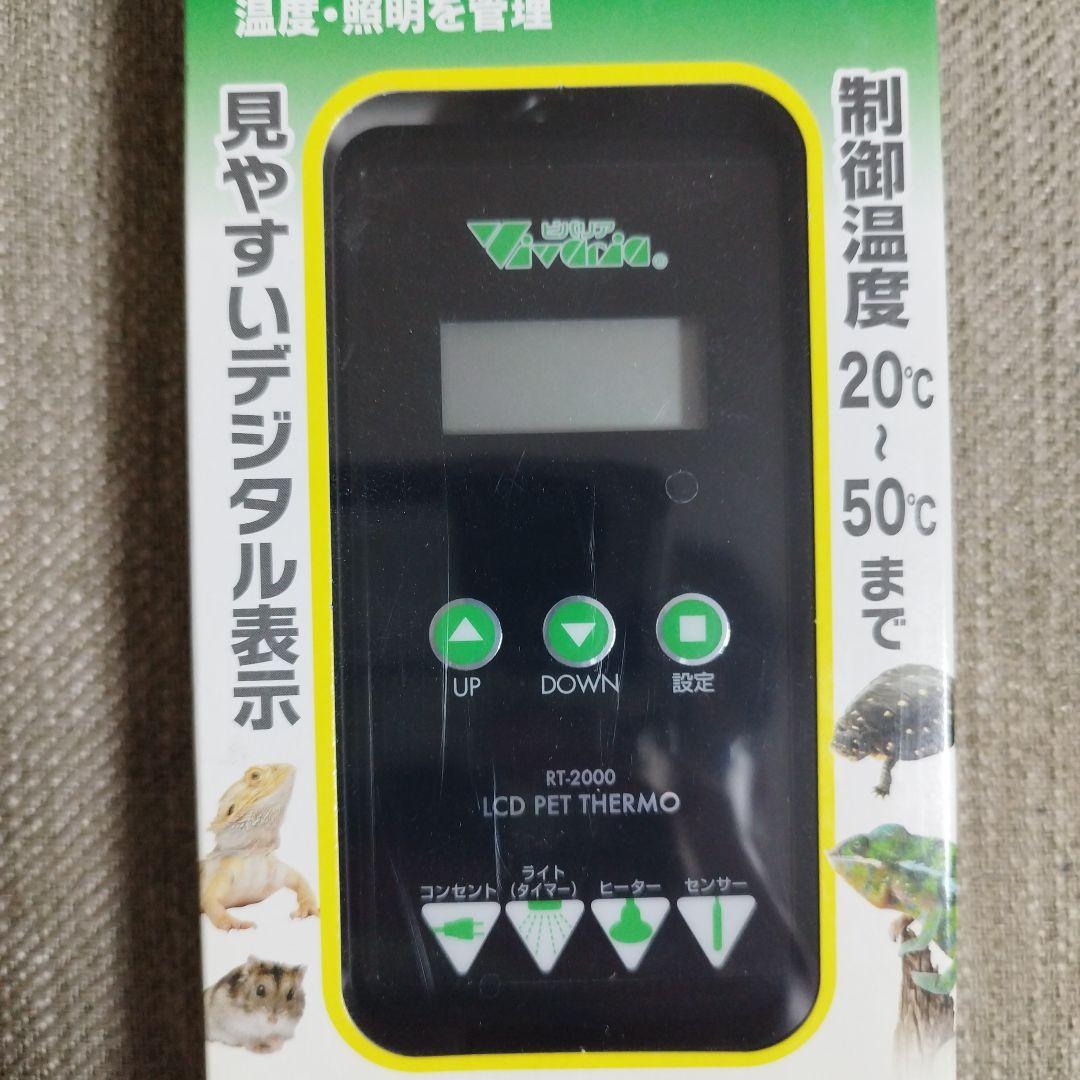 温度・照明を管理
見やすいデジタル表示
制御温度20℃〜50℃まで
ビバリア
Vivaria®
UP
DOWN
設定
RT-2000
LCD PET THERMO
コンセント
ライト
(タイマー)
ヒーター
センサー